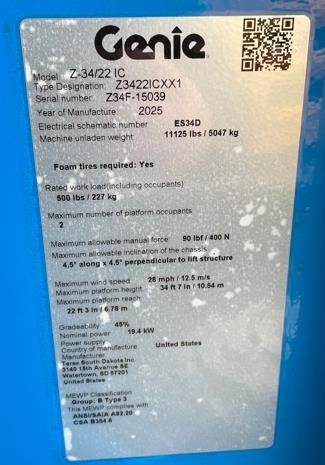 Genie
Model Z-34/22 IC
Type Designation: Z3422ICXX1
Serial number: Z34F-15039
Year of Manufacture: 2025
Electrical schematic number ES34D
Machine unladen weight 11125 lbs / 5047 kg
Foam tires required: Yes
Rated work load(including occupants)
500 lbs / 227 kg
Maximum number of platform occupants
2
Maximum allowable manual force 90 lbf / 400 N
Maximum allowable inclination of the chassis
4.5° along x 4.5° perpendicular to lift structure
Maximum wind speed 28 mph / 12.5 m/s
Maximum platform height 34 ft 7 in / 10.54 m
Maximum platform reach
22 ft 3 in / 6.78 m
Gradeability 45%
Nominal power 19.4 kW
Power supply
Country of manufacture United States
Manufacturer
Terex South Dakota Inc.
3140 15th Avenue SE
Watertown, SD 57201
United States
MEWP Classification
Group: B Type 3
This MEWP complies with
ANSI/SAIA A92.20
CSA B354.6